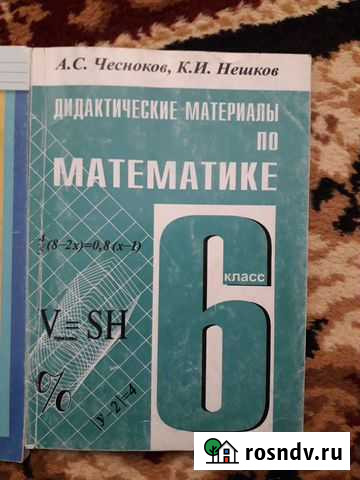 А.С. Чесноков, К.И. Нешков
ДИДАКТИЧЕСКИЕ МАТЕРИАЛЫ
ПО
МАТЕМАТИКЕ
(8–2x)=0,8(x–1)
6
класс
V=SH
%
|y–2|=4
rosndv.ru